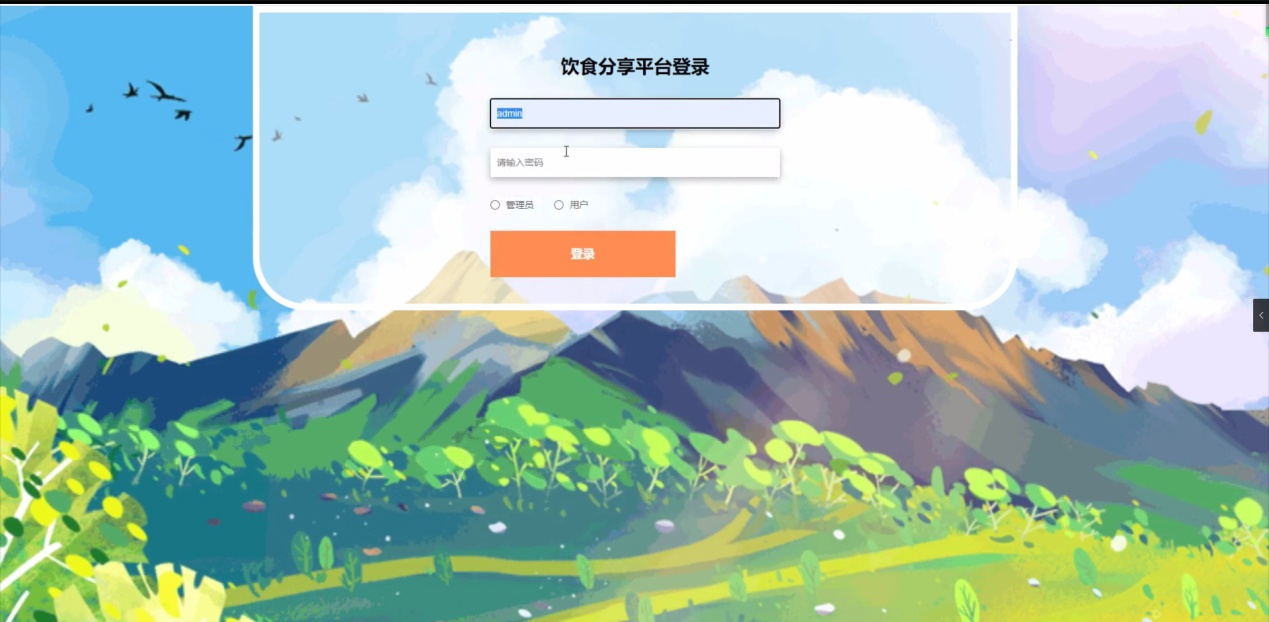 饮食分享平台登录
admin
请输入密码
管理员 用户
登录